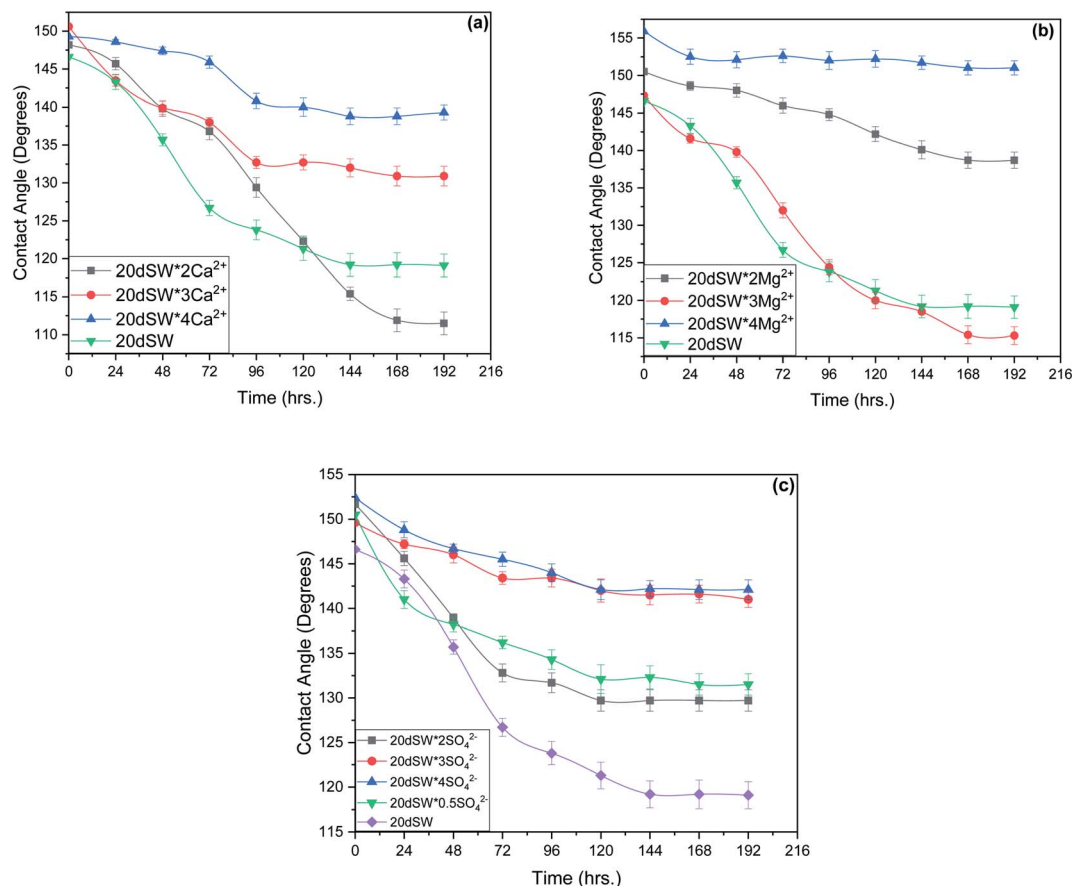 (a)
Contact Angle (Degrees)
150
145
140
135
130
125
120
115
110
20dSW*2Ca²⁺
20dSW*3Ca²⁺
20dSW*4Ca²⁺
20dSW
0 24 48 72 96 120 144 168 192 216
Time (hrs.)
(b)
Contact Angle (Degrees)
155
150
145
140
135
130
125
120
115
20dSW*2Mg²⁺
20dSW*3Mg²⁺
20dSW*4Mg²⁺
20dSW
0 24 48 72 96 120 144 168 192 216
Time (hrs.)
(c)
Contact Angle (Degrees)
155
150
145
140
135
130
125
120
115
20dSW*2SO₄²⁻
20dSW*3SO₄²⁻
20dSW*4SO₄²⁻
20dSW*0.5SO₄²⁻
20dSW
0 24 48 72 96 120 144 168 192 216
Time (hrs.)